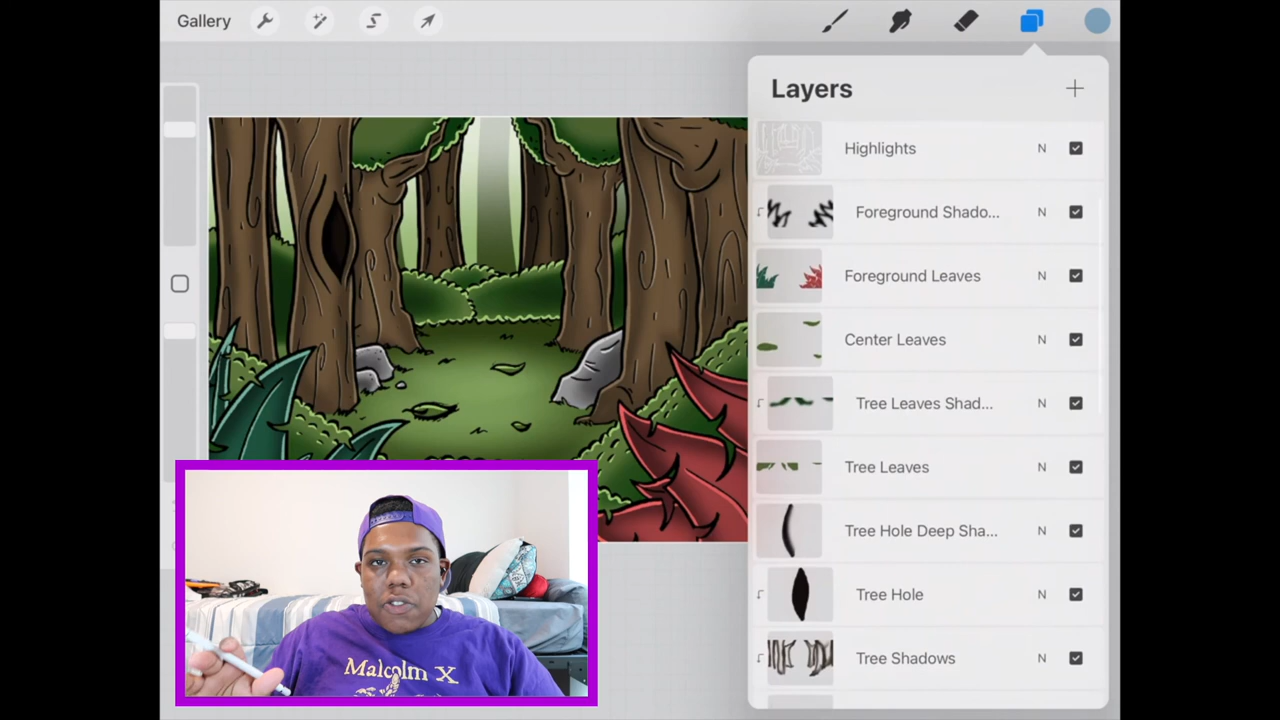 Gallery
Layers
Highlights N
Foreground Shado... N
Foreground Leaves N
Center Leaves N
Tree Leaves Shad... N
Tree Leaves N
Tree Hole Deep Sha... N
Tree Hole N
Tree Shadows N
Malcolm X